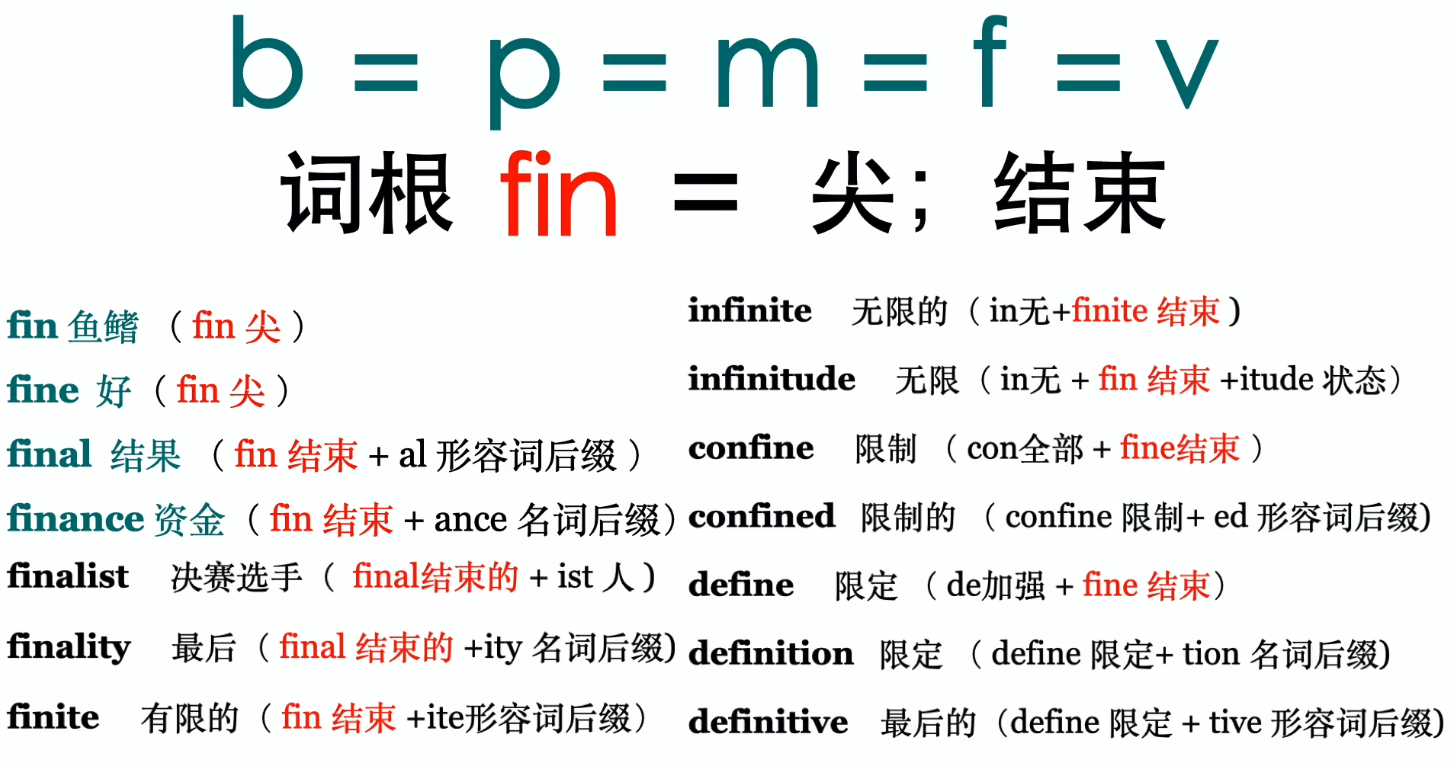 b = p = m = f = v
词根 fin = 尖；结束
fin 鱼鳍 （ fin 尖 ）
fine 好 （ fin 尖 ）
final 结果 （ fin 结束 + al 形容词后缀 ）
finance 资金 （ fin 结束 + ance 名词后缀）
finalist 决赛选手（ final结束的 + ist 人 )
finality 最后（ final 结束的 +ity 名词后缀)
finite 有限的（ fin 结束 +ite形容词后缀）
infinite 无限的（ in无+finite 结束 )
infinitude 无限（ in无 + fin 结束 +itude 状态）
confine 限制 （ con全部 + fine结束 ）
confined 限制的 （ confine 限制+ ed 形容词后缀)
define 限定 （ de加强 + fine 结束）
definition 限定 （ define 限定+ tion 名词后缀)
definitive 最后的（define 限定 + tive 形容词后缀)